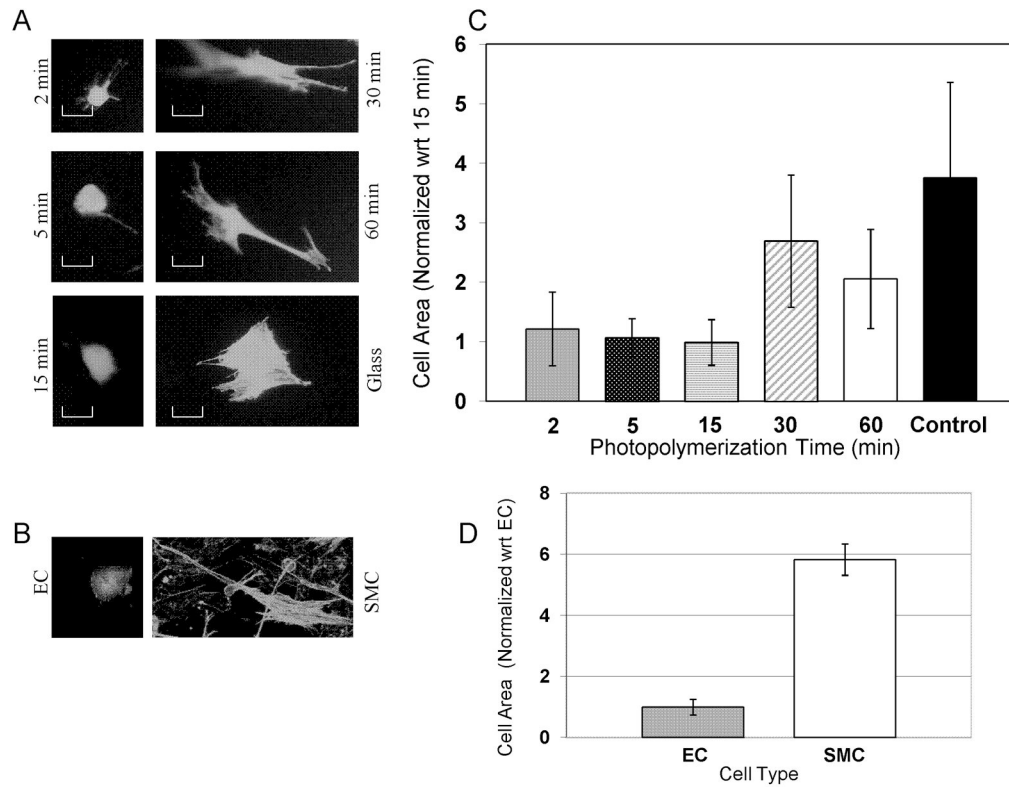 A
2 min
30 min
5 min
60 min
15 min
Glass
B
EC
SMC
C
Cell Area (Normalized wrt 15 min)
6
5
4
3
2
1
0
2 5 15 30 60 Control
Photopolymerization Time (min)
D
Cell Area (Normalized wrt EC)
8
6
4
2
0
EC SMC
Cell Type